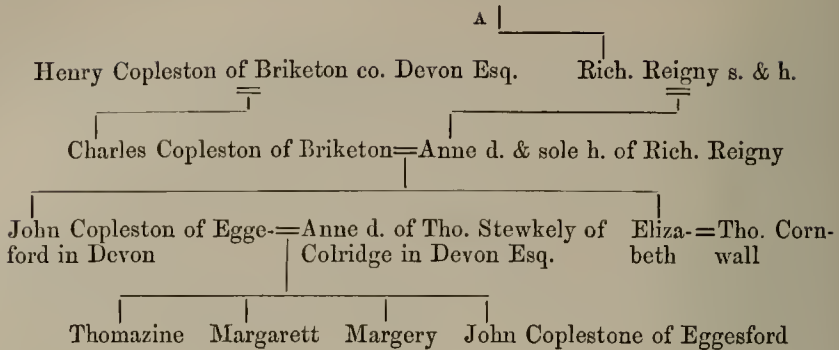 A
Henry Copleston of Briketon co. Devon Esq. Rich. Reigny s. & h.
Charles Copleston of Briketon=Anne d. & sole h. of Rich. Reigny
John Copleston of Egge-=Anne d. of Tho. Stewkely of Eliza-=Tho. Corn-
ford in Devon Colridge in Devon Esq. beth wall
Thomazine Margarett Margery John Coplestone of Eggesford